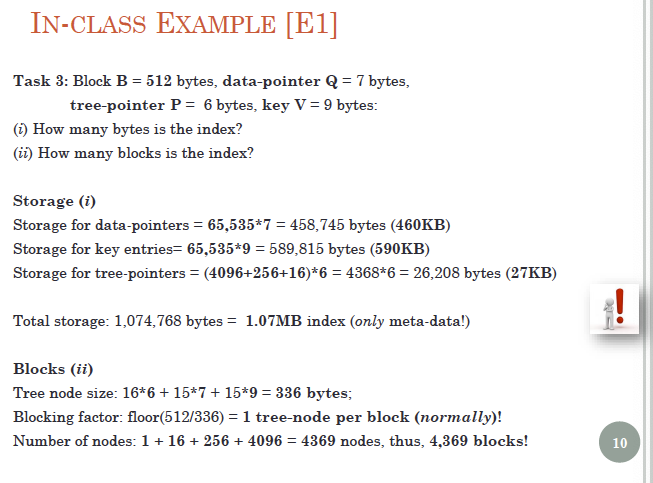 IN-CLASS EXAMPLE [E1]
Task 3: Block B = 512 bytes, data-pointer Q = 7 bytes,
tree-pointer P = 6 bytes, key V = 9 bytes:
(i) How many bytes is the index?
(ii) How many blocks is the index?
Storage (i)
Storage for data-pointers = 65,535*7 = 458,745 bytes (460KB)
Storage for key entries= 65,535*9 = 589,815 bytes (590KB)
Storage for tree-pointers = (4096+256+16)*6 = 4368*6 = 26,208 bytes (27KB)
Total storage: 1,074,768 bytes = 1.07MB index (only meta-data!)
Blocks (ii)
Tree node size: 16*6 + 15*7 + 15*9 = 336 bytes;
Blocking factor: floor(512/336) = 1 tree-node per block (normally)!
Number of nodes: 1 + 16 + 256 + 4096 = 4369 nodes, thus, 4,369 blocks!
10